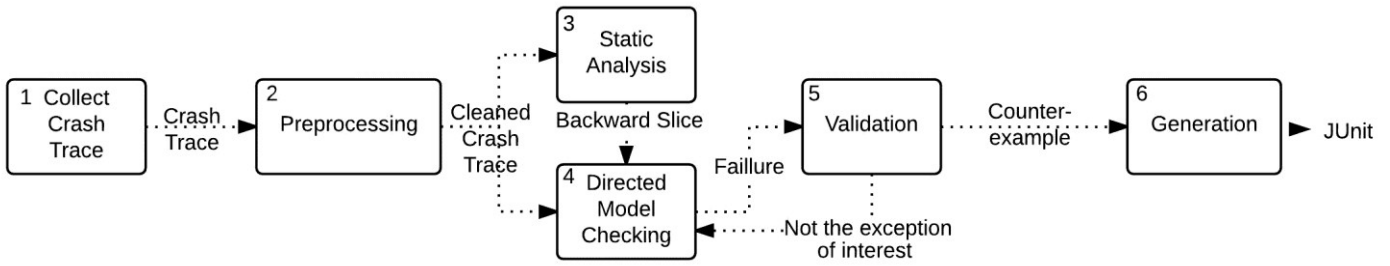 1 Collect
Crash
Trace
Crash
Trace
2
Preprocessing
Cleaned
Crash
Trace
3
Static
Analysis
Backward Slice
4
Directed
Model
Checking
Faillure
5
Validation
Not the exception
of interest
Counter-
example
6
Generation
JUnit